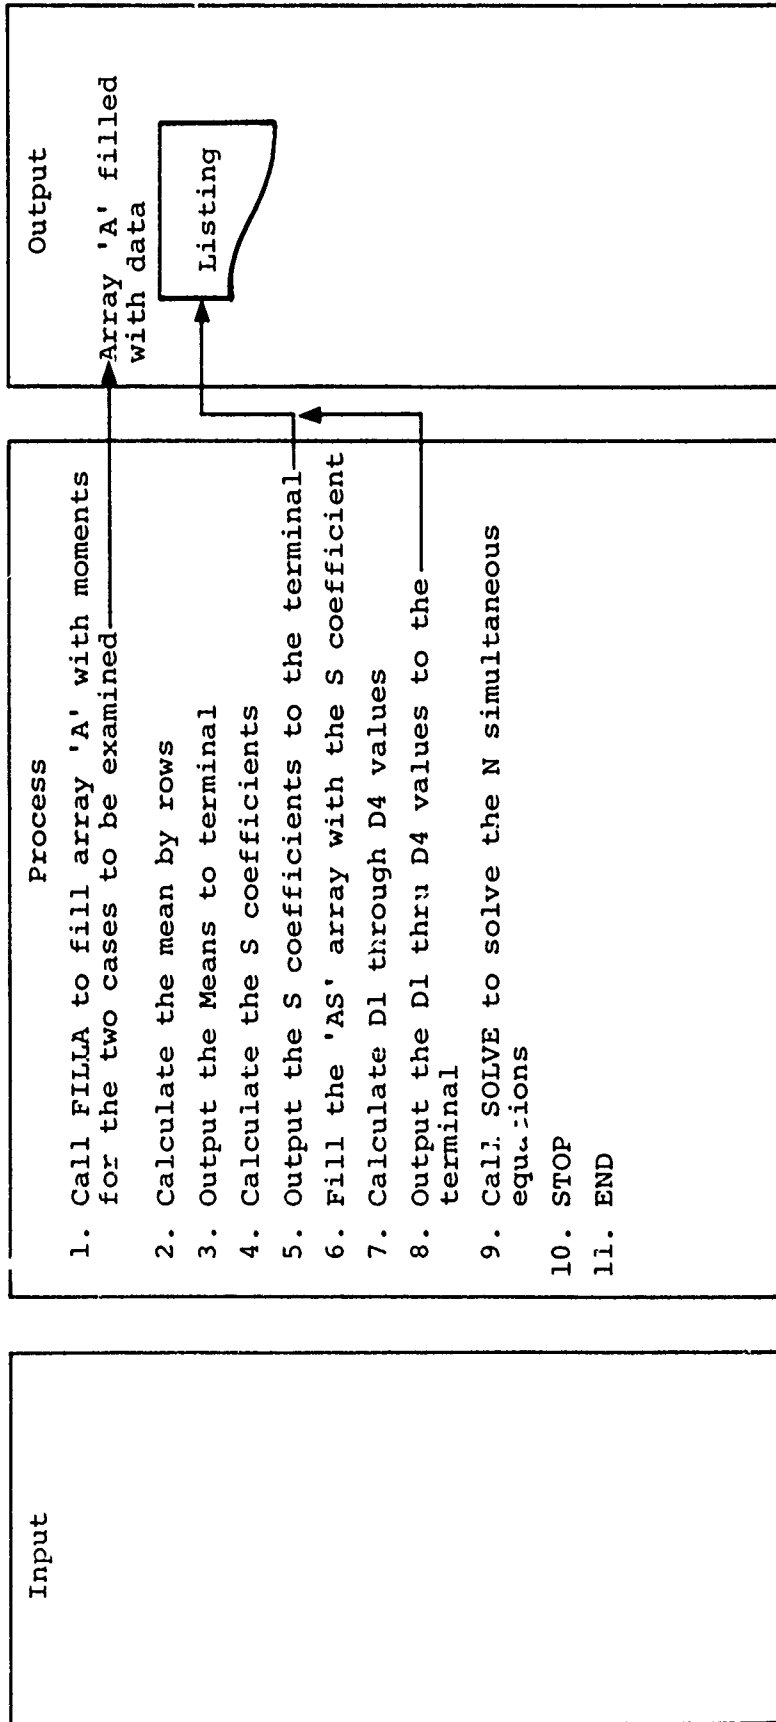 Input
Process
1. Call FILLA to fill array 'A' with moments
for the two cases to be examined
2. Calculate the mean by rows
3. Output the Means to terminal
4. Calculate the S coefficients
5. Output the S coefficients to the terminal
6. Fill the 'AS' array with the S coefficient
7. Calculate D1 through D4 values
8. Output the D1 thru D4 values to the
terminal
9. Call SOLVE to solve the N simultaneous
equations
10. STOP
11. END
Output
Array 'A' filled
with data
Listing